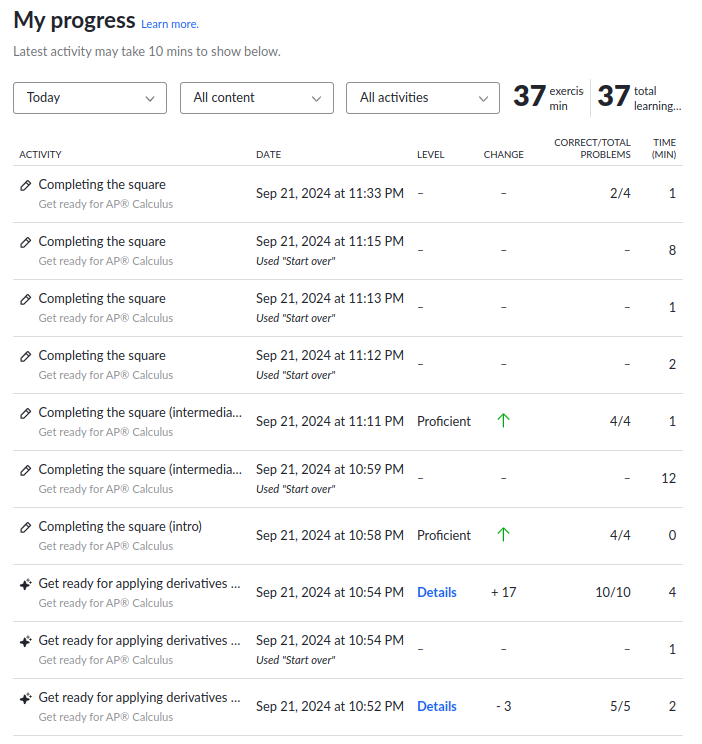 My progress Learn more.
Latest activity may take 10 mins to show below.
Today All content All activities 37 exercis min 37 total learning...
ACTIVITY DATE LEVEL CHANGE CORRECT/TOTAL PROBLEMS TIME (MIN)
Completing the square Sep 21, 2024 at 11:33 PM – – 2/4 1
Get ready for AP® Calculus
Completing the square Sep 21, 2024 at 11:15 PM – – – 8
Get ready for AP® Calculus Used "Start over"
Completing the square Sep 21, 2024 at 11:13 PM – – – 1
Get ready for AP® Calculus Used "Start over"
Completing the square Sep 21, 2024 at 11:12 PM – – – 2
Get ready for AP® Calculus Used "Start over"
Completing the square (intermedia... Sep 21, 2024 at 11:11 PM Proficient ↑ 4/4 1
Get ready for AP® Calculus
Completing the square (intermedia... Sep 21, 2024 at 10:59 PM – – – 12
Get ready for AP® Calculus Used "Start over"
Completing the square (intro) Sep 21, 2024 at 10:58 PM Proficient ↑ 4/4 0
Get ready for AP® Calculus
Get ready for applying derivatives ... Sep 21, 2024 at 10:54 PM Details + 17 10/10 4
Get ready for AP® Calculus
Get ready for applying derivatives ... Sep 21, 2024 at 10:54 PM – – – 1
Get ready for AP® Calculus Used "Start over"
Get ready for applying derivatives ... Sep 21, 2024 at 10:52 PM Details - 3 5/5 2
Get ready for AP® Calculus